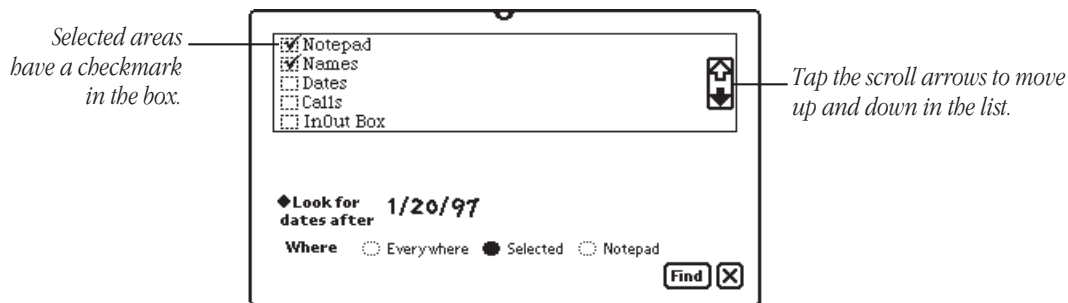 Selected areas
have a checkmark
in the box.
Notepad
Names
Dates
Calls
InOut Box
Tap the scroll arrows to move
up and down in the list.
◆Look for
dates after
1/20/97
Where Everywhere Selected Notepad
Find